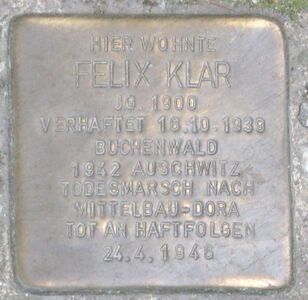 HIER WOHNTE
FELIX KLAR
JG. 1900
VERHAFTET 16.10.1939
BUCHENWALD
1942 AUSCHWITZ
TODESMARSCH NACH
MITTELBAU-DORA
TOT AN HAFTFOLGEN
24.4.1946